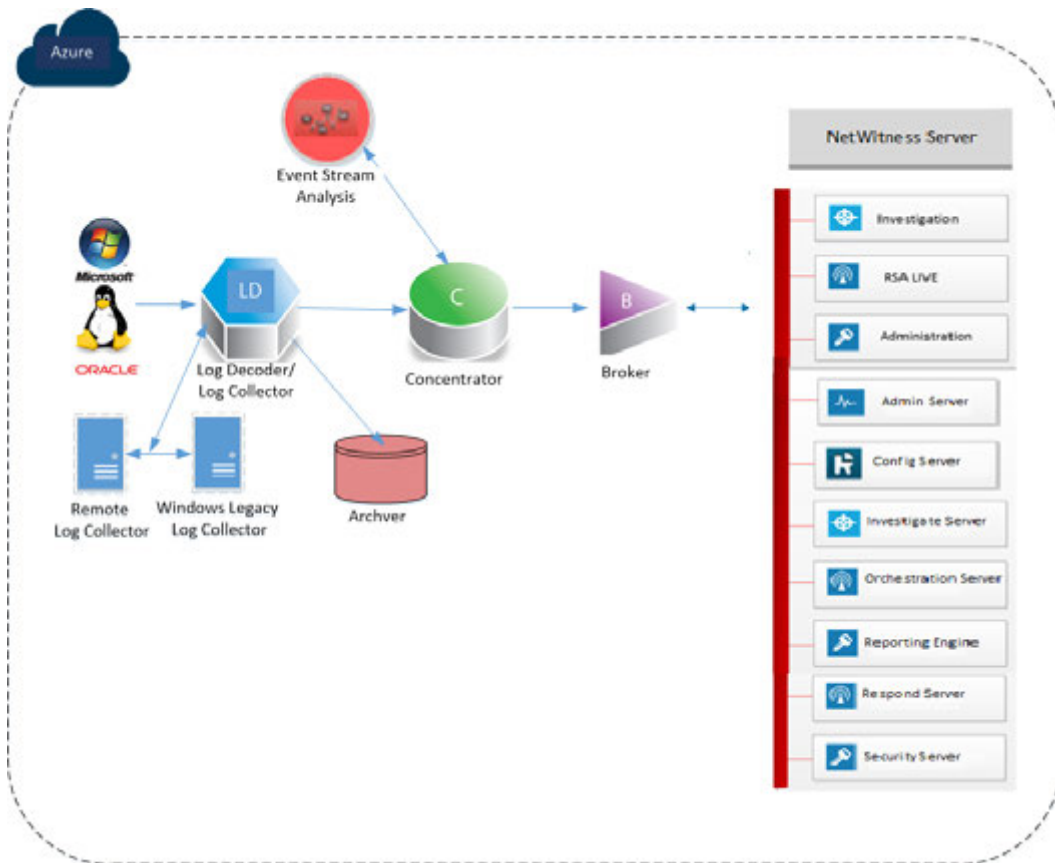 Azure
Event Stream
Analysis
Microsoft
ORACLE
LD
Log Decoder/
Log Collector
C
Concentrator
B
Broker
Remote
Log Collector
Windows Legacy
Log Collector
Archver
NetWitness Server
Investigation
RSA LIVE
Administration
Admin Server
Config Server
Investigate Server
Orchestration Server
Reporting Engine
Respond Server
Security Server